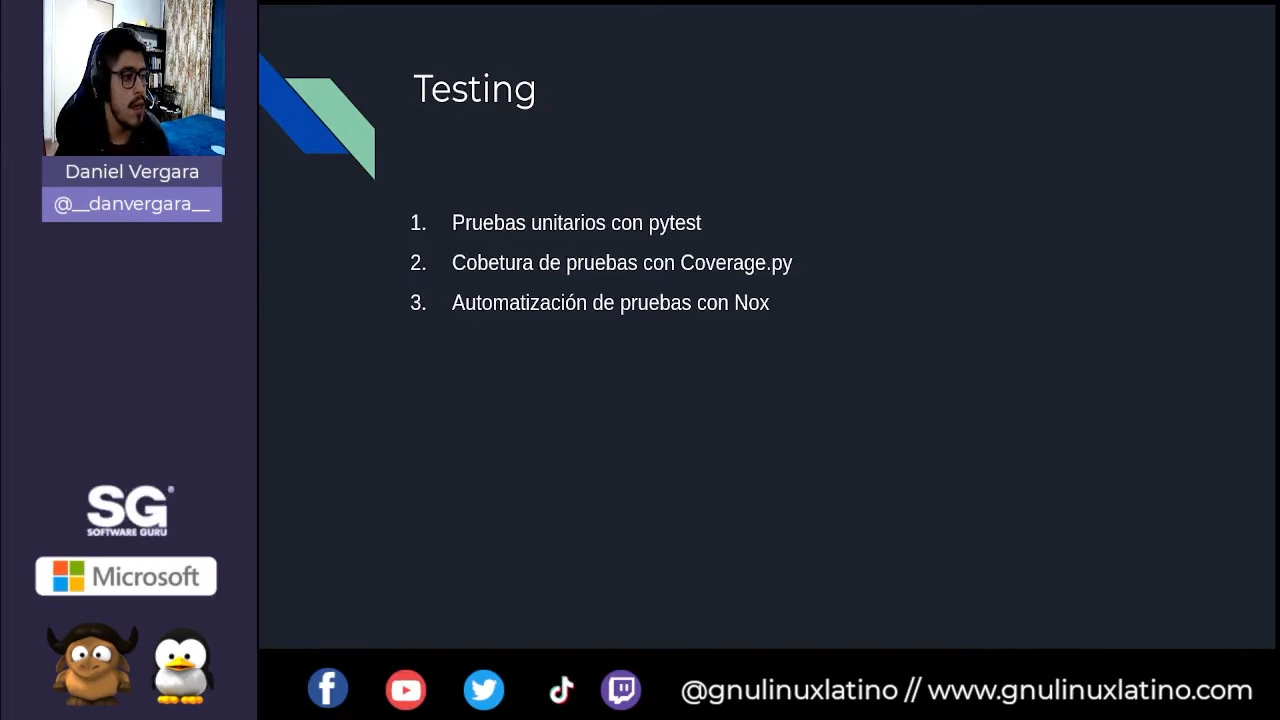 Daniel Vergara
@__danvergara__
SG
SOFTWARE GURU
Microsoft
Testing
1. Pruebas unitarios con pytest
2. Cobetura de pruebas con Coverage.py
3. Automatización de pruebas con Nox
@gnulinuxlatino // www.gnulinuxlatino.com